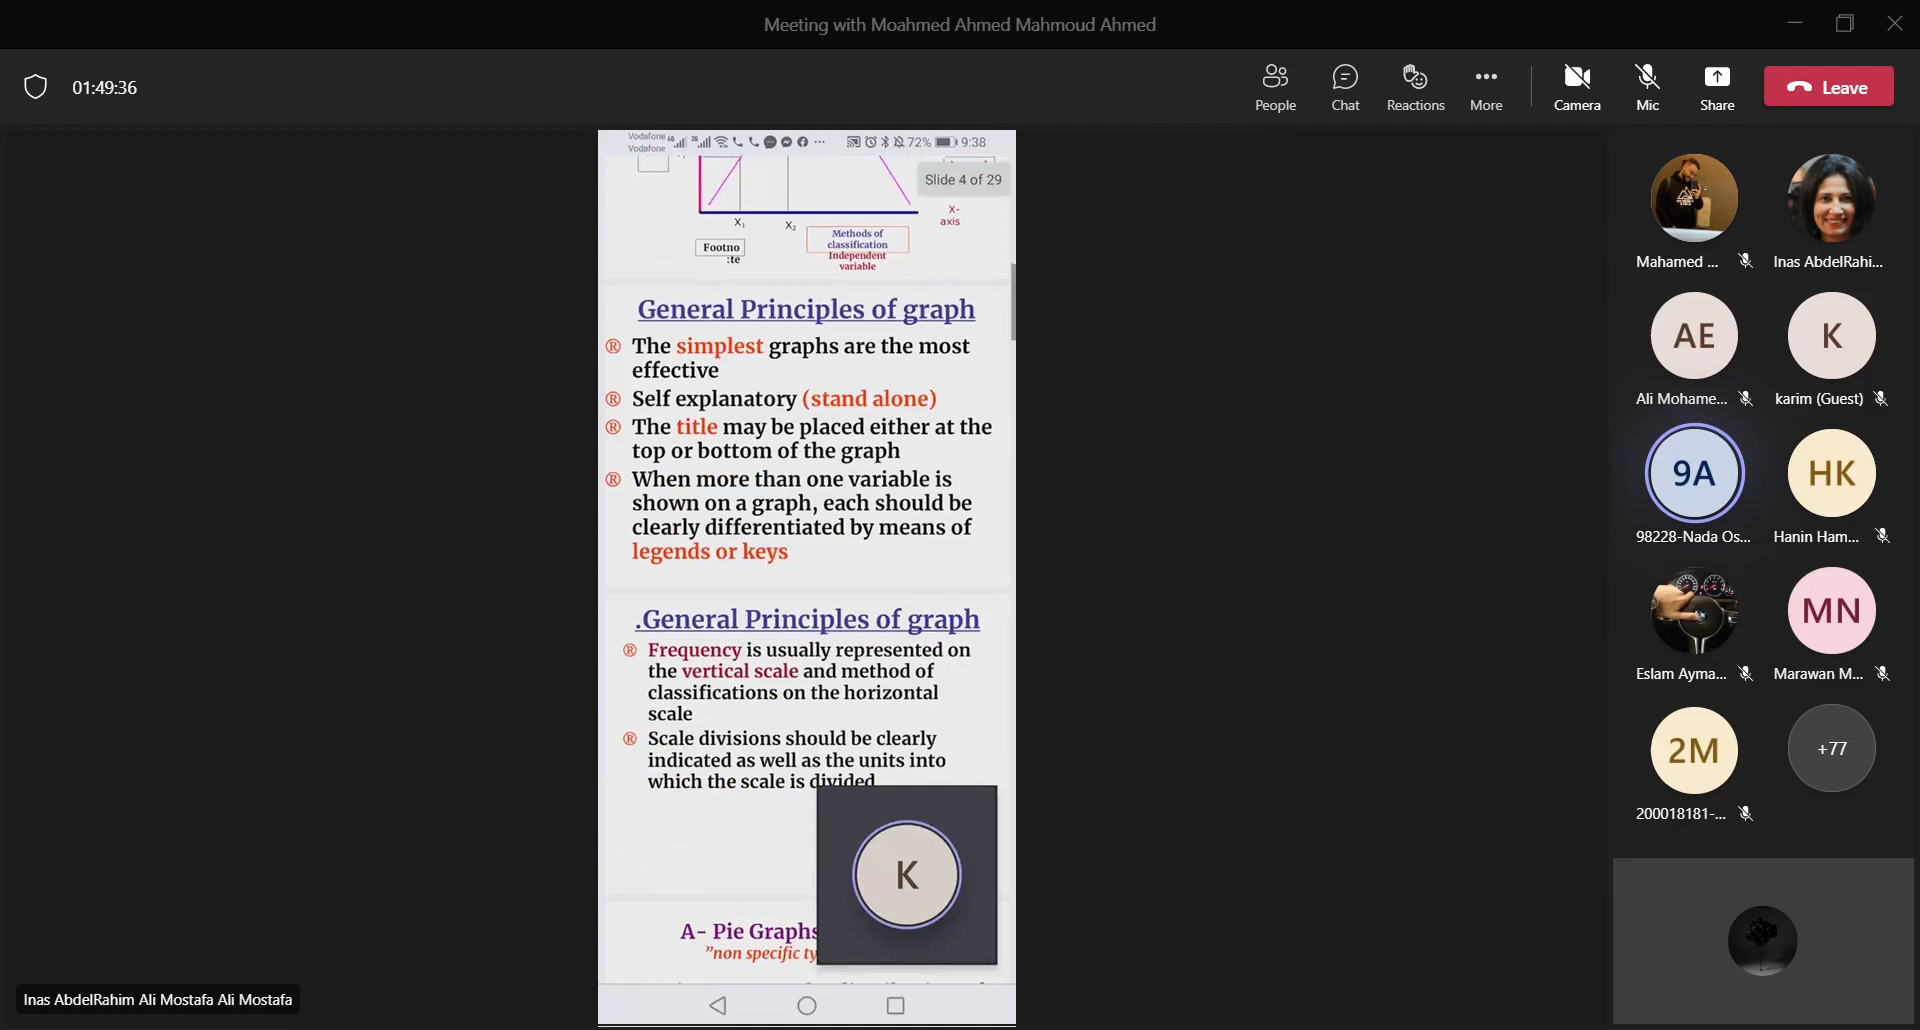 Meeting with Moahmed Ahmed Mahmoud Ahmed
01:49:36
People
Chat
Reactions
More
Camera
Mic
Share
Leave
Vodafone
Vodafone
72%
9:38
Slide 4 of 29
X-
axis
X₁
X₂
Footno
:te
Methods of
classification
Independent
variable
General Principles of graph
® The simplest graphs are the most
effective
® Self explanatory (stand alone)
® The title may be placed either at the
top or bottom of the graph
® When more than one variable is
shown on a graph, each should be
clearly differentiated by means of
legends or keys
.General Principles of graph
® Frequency is usually represented on
the vertical scale and method of
classifications on the horizontal
scale
® Scale divisions should be clearly
indicated as well as the units into
which the scale is divided
A- Pie Graphs
”non specific ty
K
Inas AbdelRahim Ali Mostafa Ali Mostafa
Mahamed ...
Inas AbdelRahi...
AE
K
Ali Mohame...
karim (Guest)
9A
HK
98228-Nada Os...
Hanin Ham...
MN
Eslam Ayma...
Marawan M...
2M
+77
200018181-...